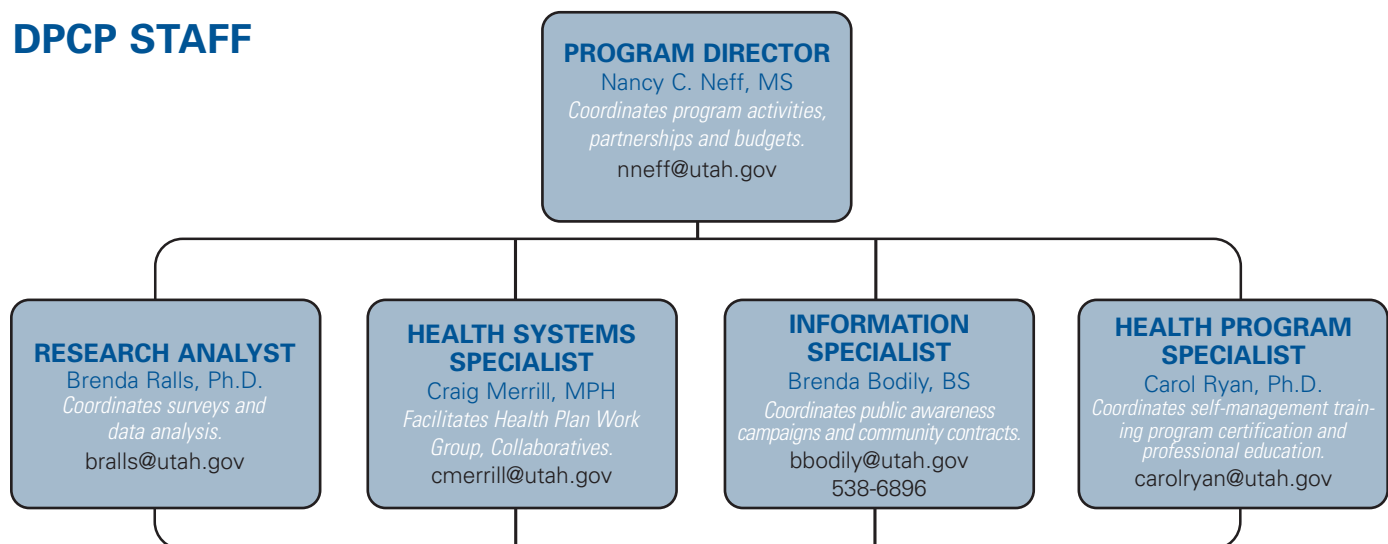 DPCP STAFF
PROGRAM DIRECTOR
Nancy C. Neff, MS
Coordinates program activities,
partnerships and budgets.
nneff@utah.gov
RESEARCH ANALYST
Brenda Ralls, Ph.D.
Coordinates surveys and
data analysis.
bralls@utah.gov
HEALTH SYSTEMS
SPECIALIST
Craig Merrill, MPH
Facilitates Health Plan Work
Group, Collaboratives.
cmerrill@utah.gov
INFORMATION
SPECIALIST
Brenda Bodily, BS
Coordinates public awareness
campaigns and community contracts.
bbodily@utah.gov
538-6896
HEALTH PROGRAM
SPECIALIST
Carol Ryan, Ph.D.
Coordinates self-management train-
ing program certification and
professional education.
carolryan@utah.gov